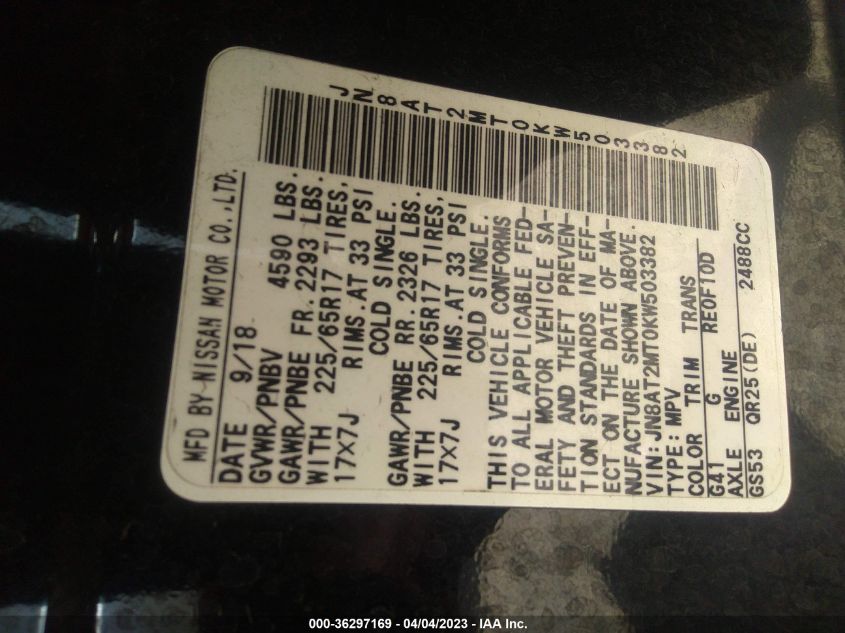 JN8AT2MT0KW503382
MFD BY NISSAN MOTOR CO.,LTD.
DATE 9/18
GVWR/PNBV 4590 LBS.
GAWR/PNBE FR. 2293 LBS.
WITH 225/65R17 TIRES,
17X7J RIMS.AT 33 PSI
COLD SINGLE.
GAWR/PNBE RR. 2326 LBS.
WITH 225/65R17 TIRES,
17X7J RIMS.AT 33 PSI
COLD SINGLE.
THIS VEHICLE CONFORMS
TO ALL APPLICABLE FED-
ERAL MOTOR VEHICLE SA-
FETY AND THEFT PREVEN-
TION STANDARDS IN EFF-
ECT ON THE DATE OF MA-
NUFACTURE SHOWN ABOVE.
VIN: JN8AT2MT0KW503382
TYPE: MPV
COLOR TRIM TRANS
G41 G RE0F10D
AXLE ENGINE
GS53 QR25(DE) 2488CC
000-36297169 - 04/04/2023 - IAA Inc.